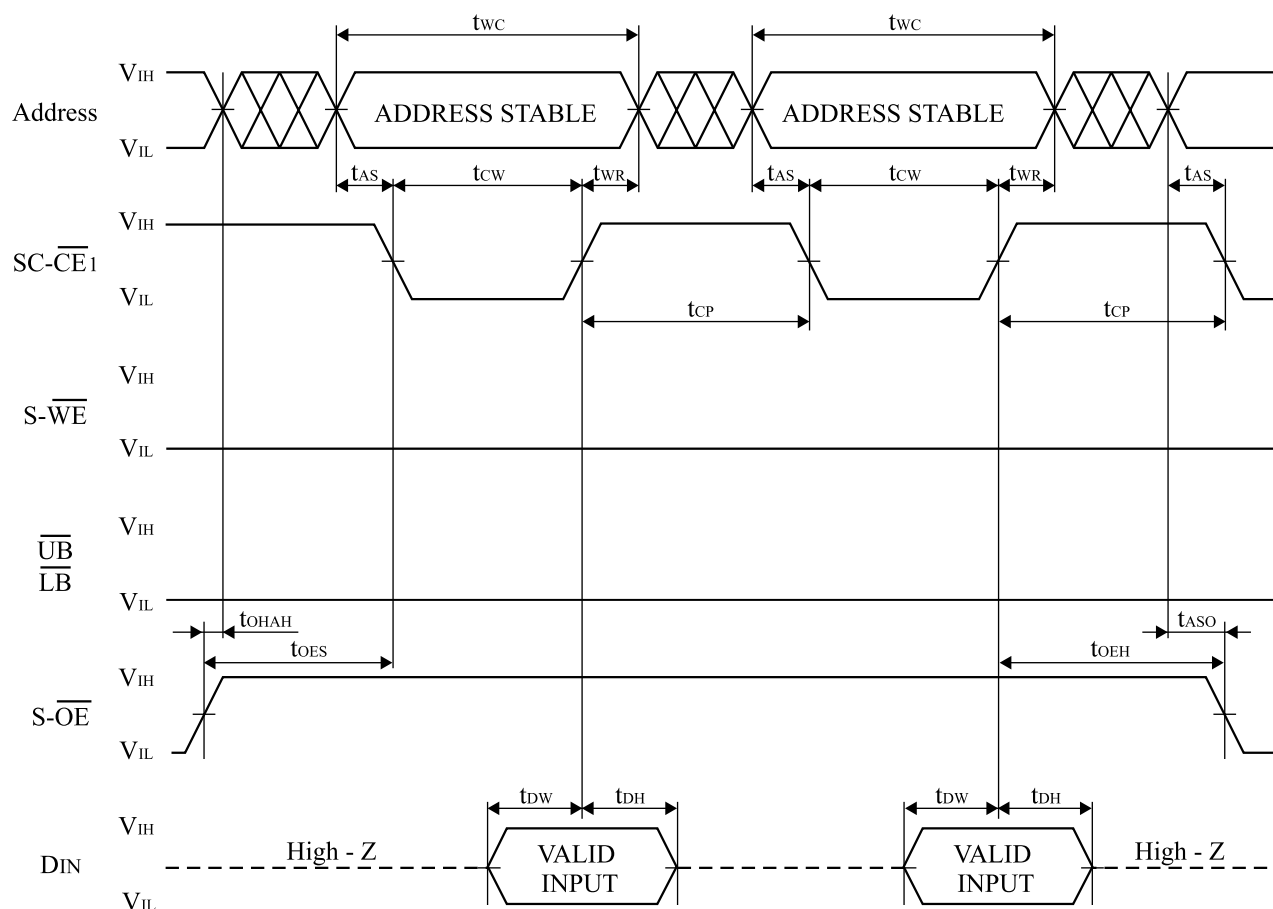 tWC tWC
VIH
Address ADDRESS STABLE ADDRESS STABLE
VIL
tAS tCW tWR tAS tCW tWR tAS
VIH
SC-CE1
VIL
tCP tCP
VIH
S-WE
VIL
VIH
UB
LB
VIL
tOHAH tASO
tOES tOEH
VIH
S-OE
VIL
tDW tDH tDW tDH
VIH
DIN High - Z VALID INPUT VALID INPUT High - Z
VIL